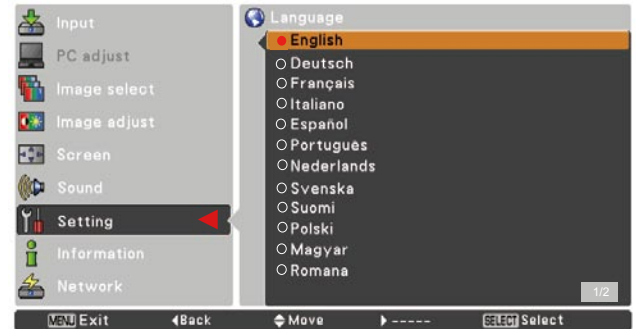 Input
PC adjust
Image select
Image adjust
Screen
Sound
Setting
Information
Network
Language
English
Deutsch
Français
Italiano
Español
Português
Nederlands
Svenska
Suomi
Polski
Magyar
Romana
1/2
MENU Exit ◀Back Move ▶----- SELECT Select